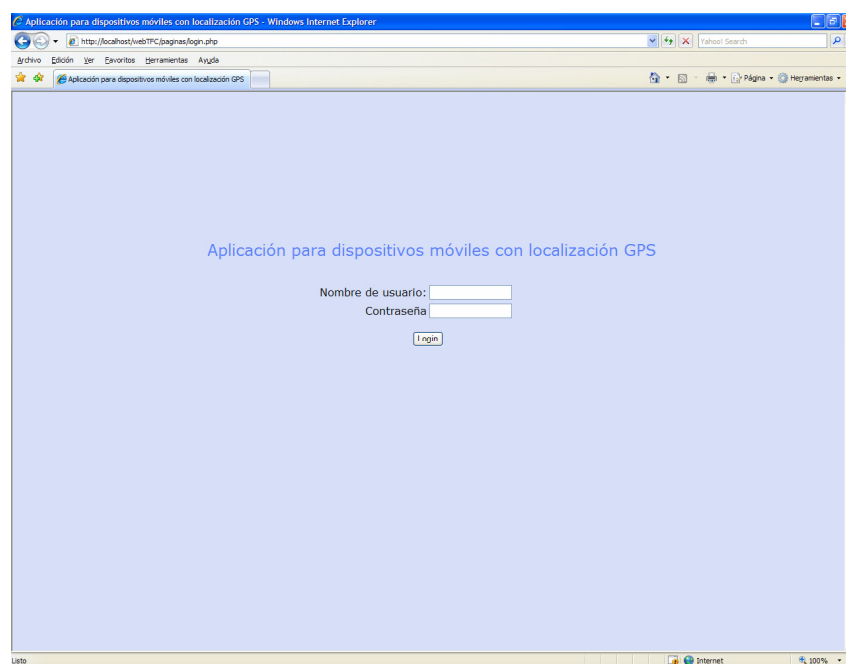 Aplicación para dispositivos móviles con localización GPS - Windows Internet Explorer
http://localhost/webTFC/paginas/login.php
Yahoo! Search
Archivo Edición Ver Favoritos Herramientas Ayuda
Aplicación para dispositivos móviles con localización GPS
Página
Herramientas
Aplicación para dispositivos móviles con localización GPS
Nombre de usuario:
Contraseña
Login
Listo
Internet
100%